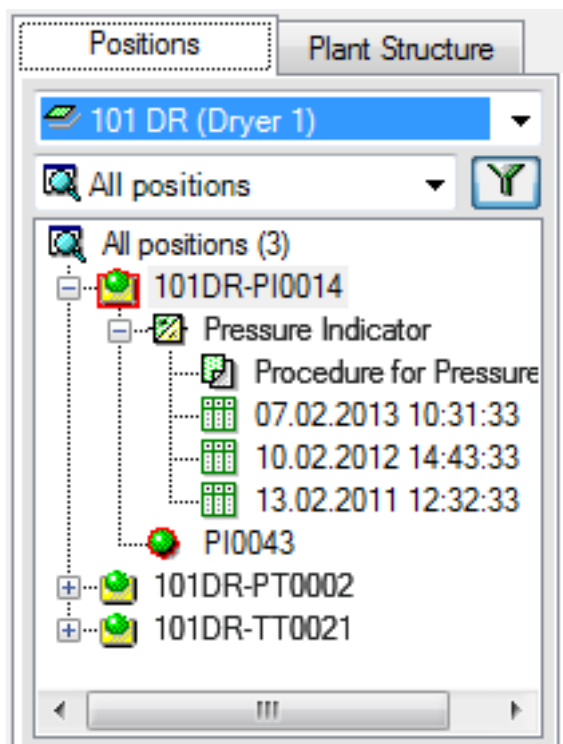 Positions
Plant Structure
101 DR (Dryer 1)
All positions
All positions (3)
101DR-PI0014
Pressure Indicator
Procedure for Pressure
07.02.2013 10:31:33
10.02.2012 14:43:33
13.02.2011 12:32:33
PI0043
101DR-PT0002
101DR-TT0021